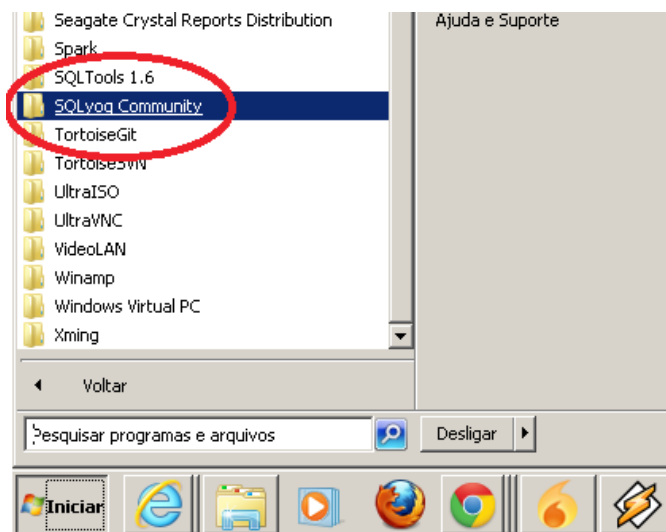 Seagate Crystal Reports Distribution
Ajuda e Suporte
Spark
SQLTools 1.6
SQLyog Community
TortoiseGit
TortoiseSVN
UltraISO
UltraVNC
VideoLAN
Winamp
Windows Virtual PC
Xming
Voltar
Pesquisar programas e arquivos
Desligar
Iniciar